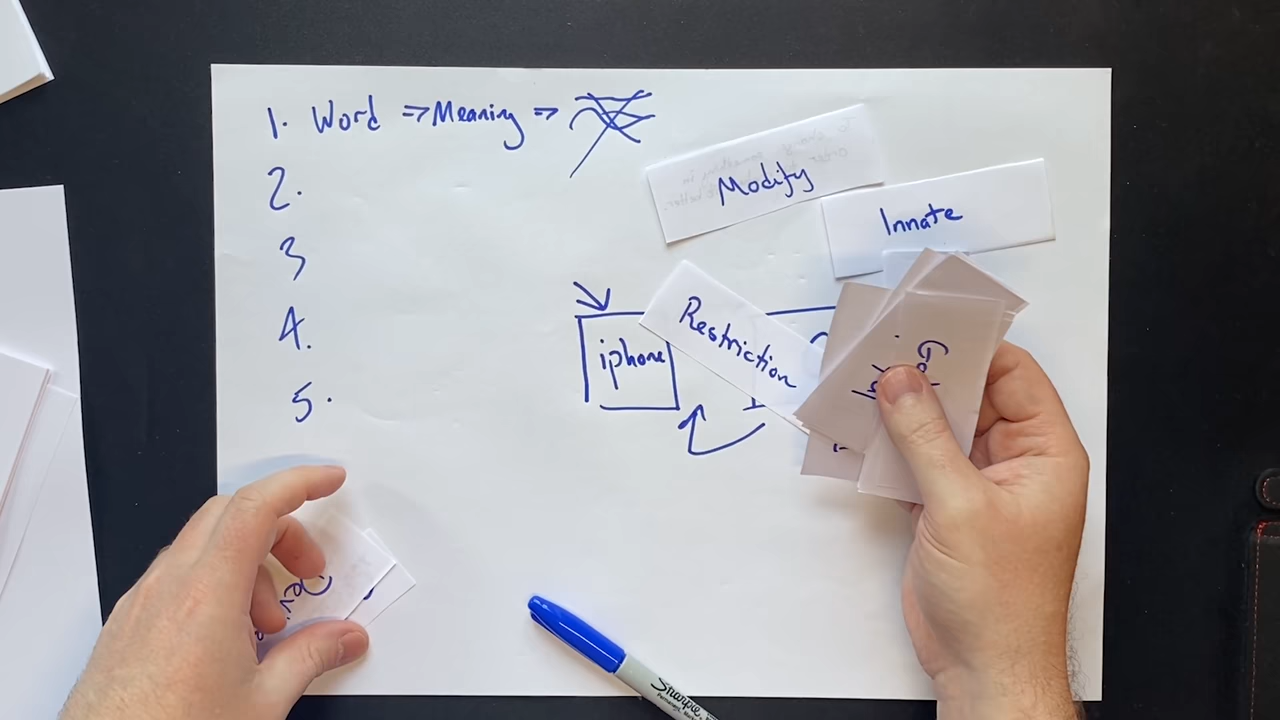 1. Word ⇒ Meaning ⇒
2.
3
4.
5.
Modify
Innate
Restriction
iphone
Sharpie